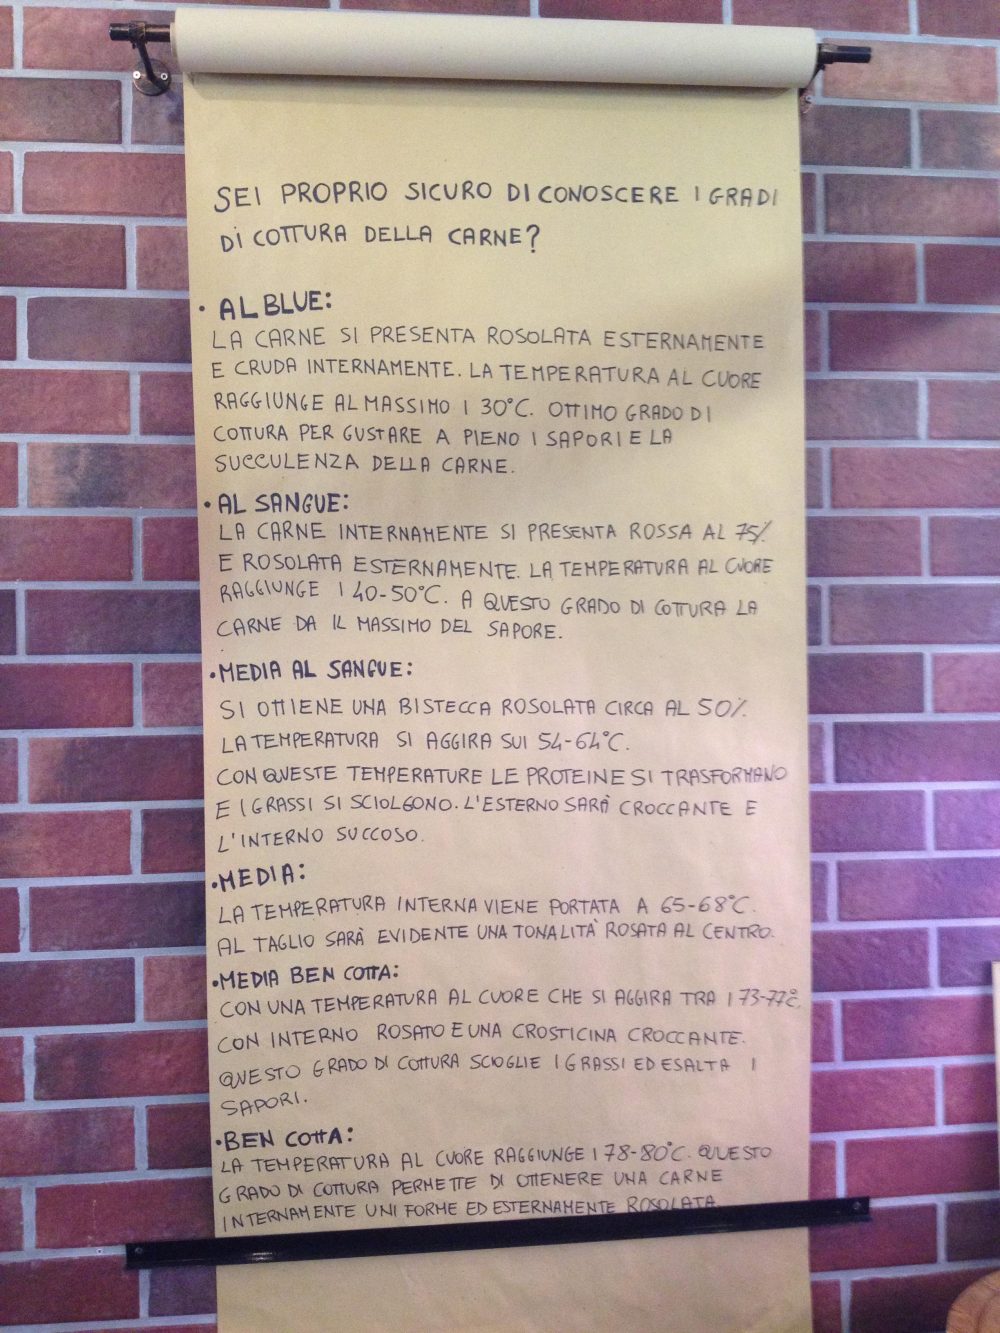 SEI PROPRIO SICURO DI CONOSCERE I GRADI
DI COTTURA DELLA CARNE?
• AL BLUE:
LA CARNE SI PRESENTA ROSOLATA ESTERNAMENTE
E CRUDA INTERNAMENTE. LA TEMPERATURA AL CUORE
RAGGIUNGE AL MASSIMO I 30°C. OTTIMO GRADO DI
COTTURA PER GUSTARE A PIENO I SAPORI E LA
SUCCULENZA DELLA CARNE.
• AL SANGUE:
LA CARNE INTERNAMENTE SI PRESENTA ROSSA AL 75%
E ROSOLATA ESTERNAMENTE. LA TEMPERATURA AL CUORE
RAGGIUNGE I 40-50°C. A QUESTO GRADO DI COTTURA LA
CARNE DA IL MASSIMO DEL SAPORE.
• MEDIA AL SANGUE:
SI OTTIENE UNA BISTECCA ROSOLATA CIRCA AL 50%.
LA TEMPERATURA SI AGGIRA SUI 54-64°C.
CON QUESTE TEMPERATURE LE PROTEINE SI TRASFORMANO
E I GRASSI SI SCIOLGONO. L'ESTERNO SARÀ CROCCANTE E
L'INTERNO SUCCOSO.
• MEDIA:
LA TEMPERATURA INTERNA VIENE PORTATA A 65-68°C.
AL TAGLIO SARÀ EVIDENTE UNA TONALITÀ ROSATA AL CENTRO.
• MEDIA BEN COTTA:
CON UNA TEMPERATURA AL CUORE CHE SI AGGIRA TRA I 73-77°C.
CON INTERNO ROSATO E UNA CROSTICINA CROCCANTE.
QUESTO GRADO DI COTTURA SCIOGLIE I GRASSI ED ESALTA I
SAPORI.
• BEN COTTA:
LA TEMPERATURA AL CUORE RAGGIUNGE I 78-80°C. QUESTO
GRADO DI COTTURA PERMETTE DI OTTENERE UNA CARNE
INTERNAMENTE UNIFORME ED ESTERNAMENTE ROSOLATA.